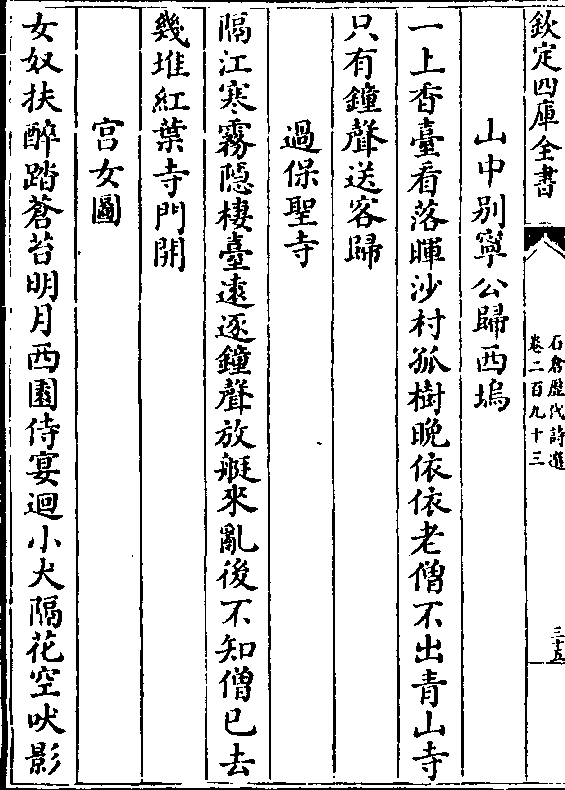 欽定四庫全書
石倉歷代詩選
卷二百九十三
三十五
山中別寧公歸西塢
一上香臺看落暉沙村孤樹晚依依老僧不出青山寺
只有鐘聲送客歸
過保聖寺
隔江寒霧隱棲臺遠逐鐘聲放艇來亂後不知僧已去
幾堆紅葉寺門開
宮女圖
女奴扶醉踏蒼苔明月西園侍宴迴小犬隔花空吠影